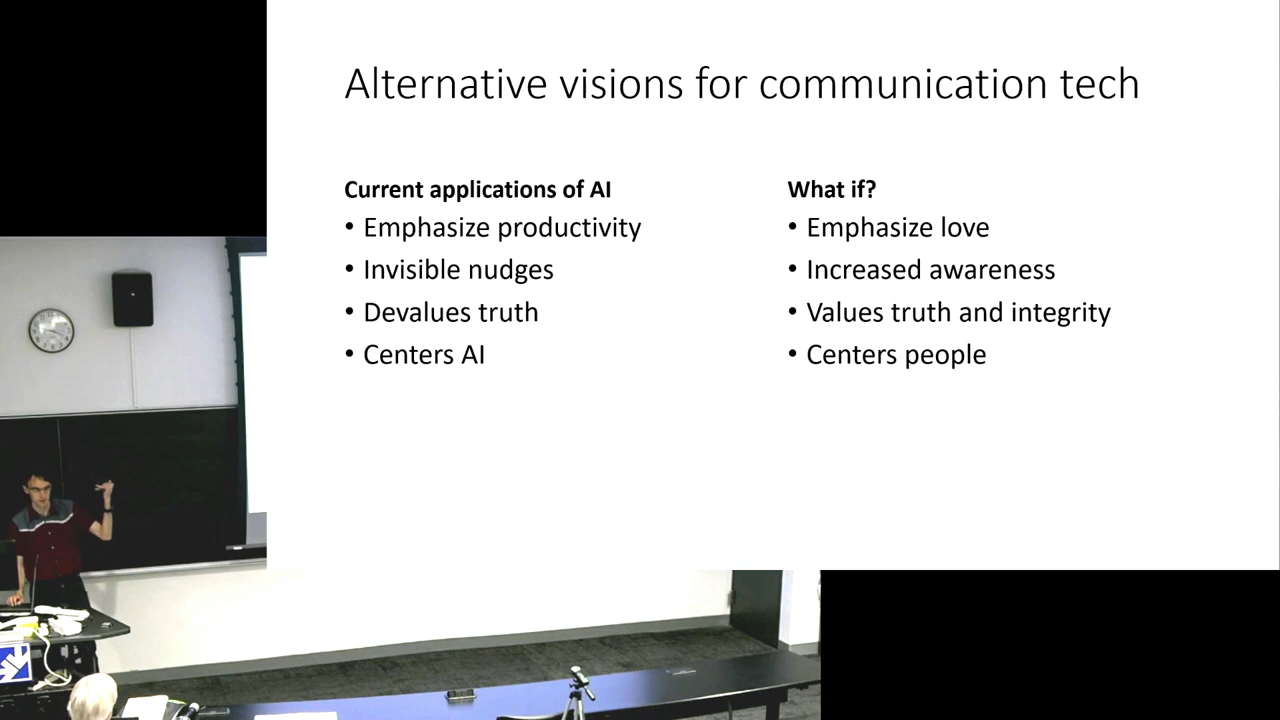 Alternative visions for communication tech
Current applications of AI
• Emphasize productivity
• Invisible nudges
• Devalues truth
• Centers AI
What if?
• Emphasize love
• Increased awareness
• Values truth and integrity
• Centers people